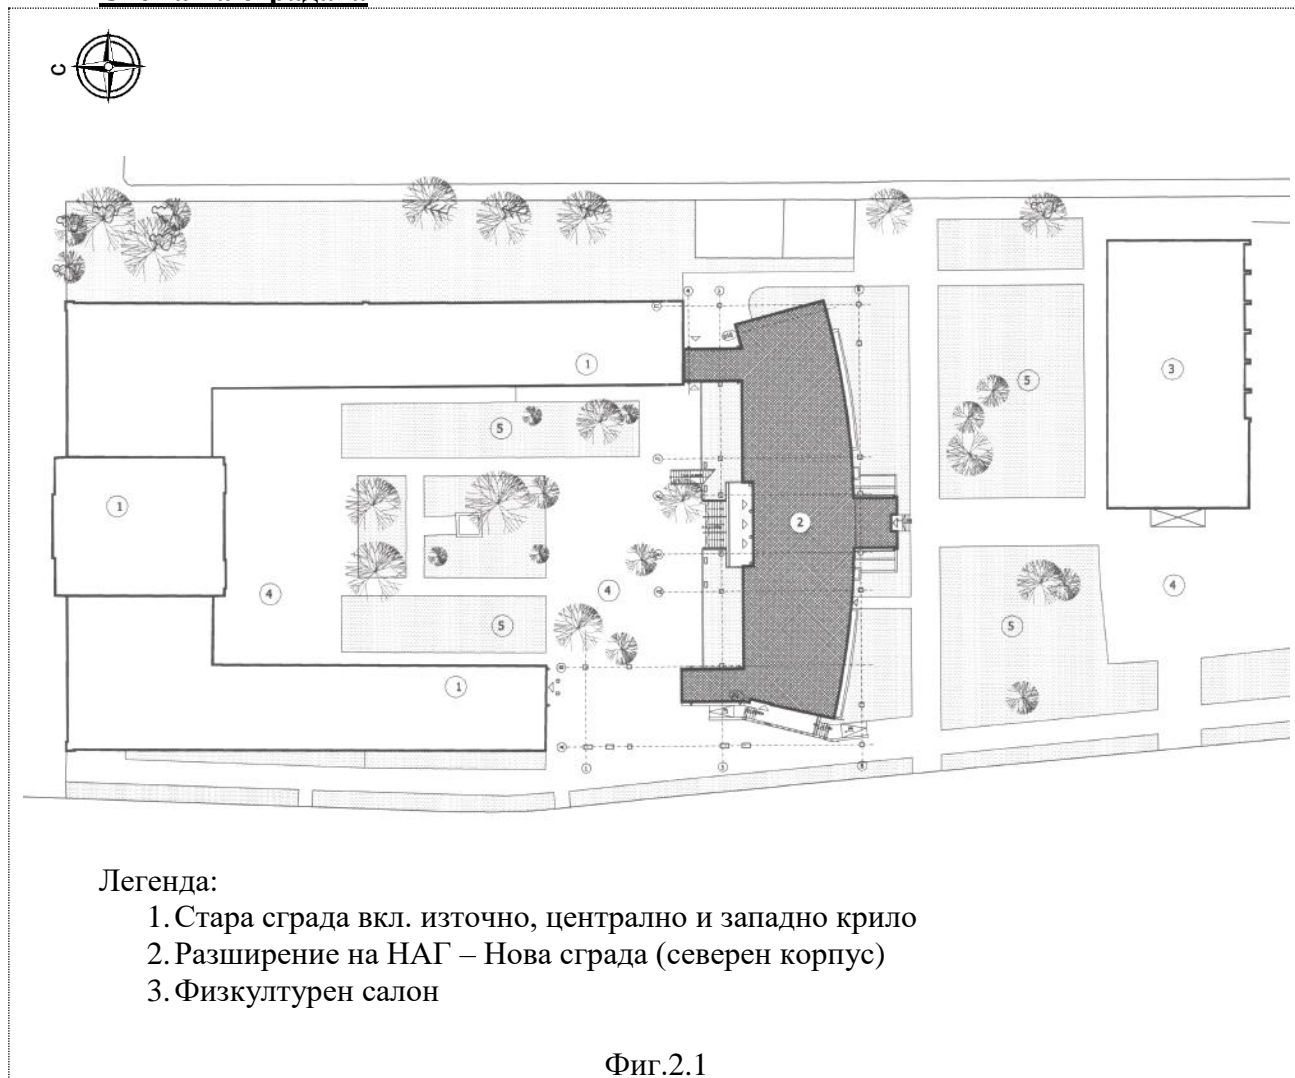 С
1
5
3
5
1
2
4
4
4
5
5
1
Легенда:
1. Стара сграда вкл. източно, централно и западно крило
2. Разширение на НАГ – Нова сграда (северен корпус)
3. Физкултурен салон
Фиг.2.1